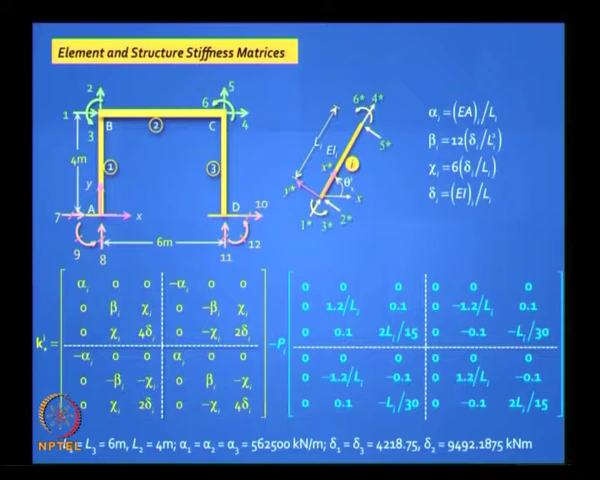 Element and Structure Stiffness Matrices
2 5
1 6 4
B 2 C
3
4m 1 3
y
7 A x D 10
6m
9 8 11 12
6* 4*
5*
Lᵢ EIᵢ
x* i
y* θⁱ x
1* 3* 2*
αᵢ = (EA)ᵢ/Lᵢ
βᵢ = 12(δᵢ/Lᵢ²)
χᵢ = 6(δᵢ/Lᵢ)
δᵢ = (EI)ᵢ/Lᵢ
αᵢ 0 0 −αᵢ 0 0
0 βᵢ χᵢ 0 −βᵢ χᵢ
0 χᵢ 4δᵢ 0 −χᵢ 2δᵢ
−αᵢ 0 0 αᵢ 0 0
0 −βᵢ −χᵢ 0 βᵢ −χᵢ
0 χᵢ 2δᵢ 0 −χᵢ 4δᵢ
k*ⁱ =
−Pᵢ
0 0 0 0 0 0
0 1.2/Lᵢ 0.1 0 −1.2/Lᵢ 0.1
0 0.1 2Lᵢ/15 0 −0.1 −Lᵢ/30
0 0 0 0 0 0
0 −1.2/Lᵢ −0.1 0 1.2/Lᵢ −0.1
0 0.1 −Lᵢ/30 0 −0.1 2Lᵢ/15
NPTEL
= L₃ = 6m, L₂ = 4m; α₁ = α₂ = α₃ = 562500 kN/m; δ₁ = δ₃ = 4218.75, δ₂ = 9492.1875 kNm